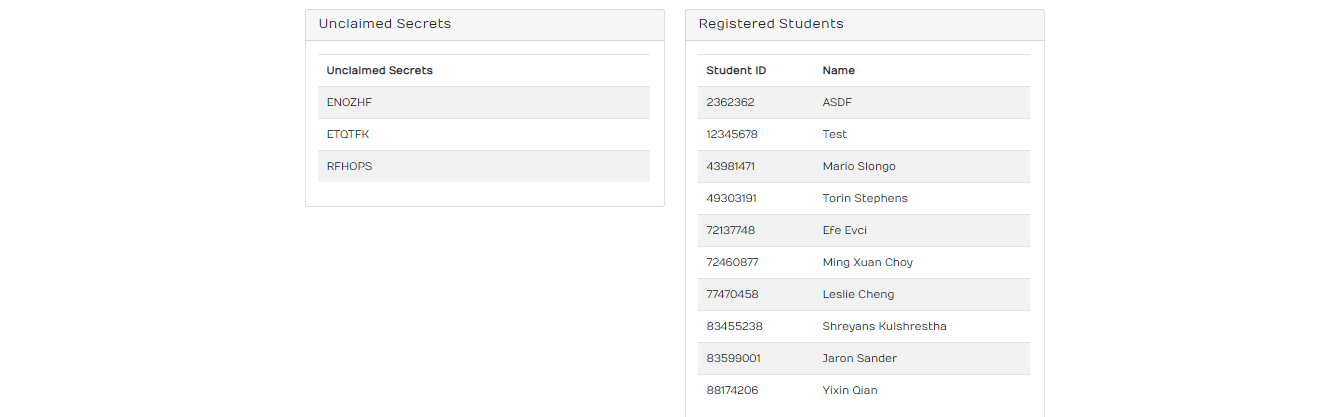 Unclaimed Secrets
Unclaimed Secrets
ENOZHF
ETQTFK
RFHOPS
Registered Students
Student ID Name
2362362 ASDF
12345678 Test
43981471 Mario Slongo
49303191 Torin Stephens
72137748 Efe Evci
72460877 Ming Xuan Choy
77470458 Leslie Cheng
83455238 Shreyans Kulshrestha
83599001 Jaron Sander
88174206 Yixin Qian